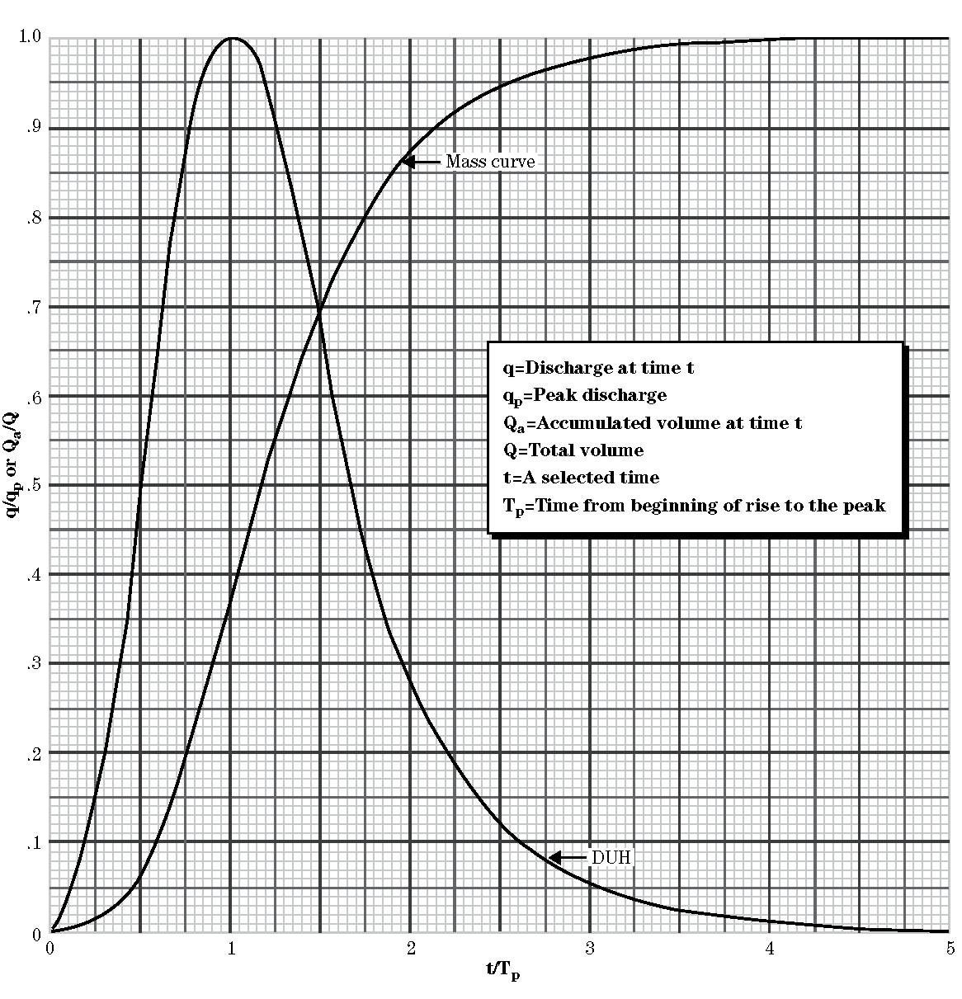 1.0
.9
.8
.7
.6
.5
.4
.3
.2
.1
0
q/qp or Qa/Q
Mass curve
q=Discharge at time t
qp=Peak discharge
Qa=Accumulated volume at time t
Q=Total volume
t=A selected time
Tp=Time from beginning of rise to the peak
DUH
0 1 2 3 4 5
t/Tp